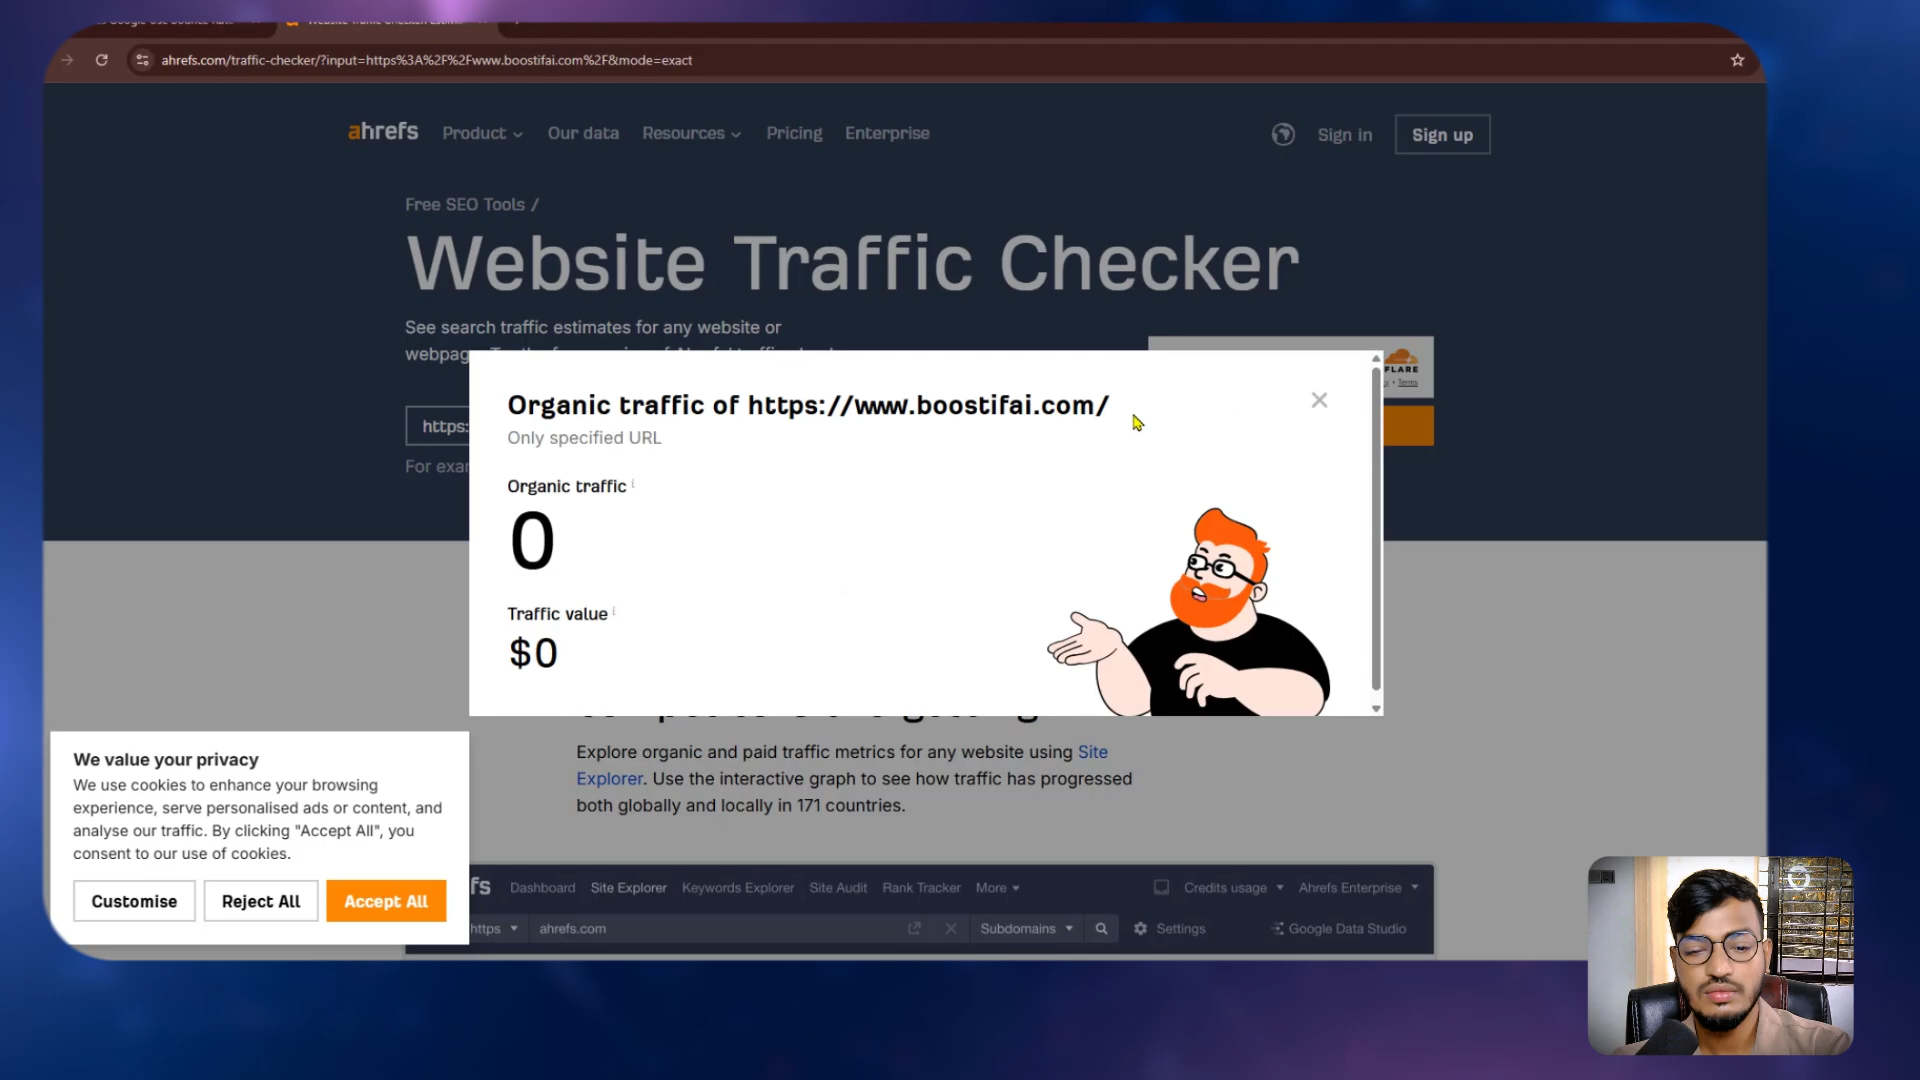 ahrefs.com/traffic-checker/?input=https%3A%2F%2Fwww.boostifai.com%2F&mode=exact
ahrefs Product Our data Resources Pricing Enterprise Sign in Sign up
Free SEO Tools /
Website Traffic Checker
See search traffic estimates for any website or
webpag
FLARE
Terms
Organic traffic of https://www.boostifai.com/
Only specified URL
https:
For exa
Organic traffic
0
Traffic value
$0
Explore organic and paid traffic metrics for any website using Site
Explorer. Use the interactive graph to see how traffic has progressed
both globally and locally in 171 countries.
We value your privacy
We use cookies to enhance your browsing
experience, serve personalised ads or content, and
analyse our traffic. By clicking "Accept All", you
consent to our use of cookies.
Customise Reject All Accept All
fs Dashboard Site Explorer Keywords Explorer Site Audit Rank Tracker More Credits usage Ahrefs Enterprise
https ahrefs.com Subdomains Settings Google Data Studio